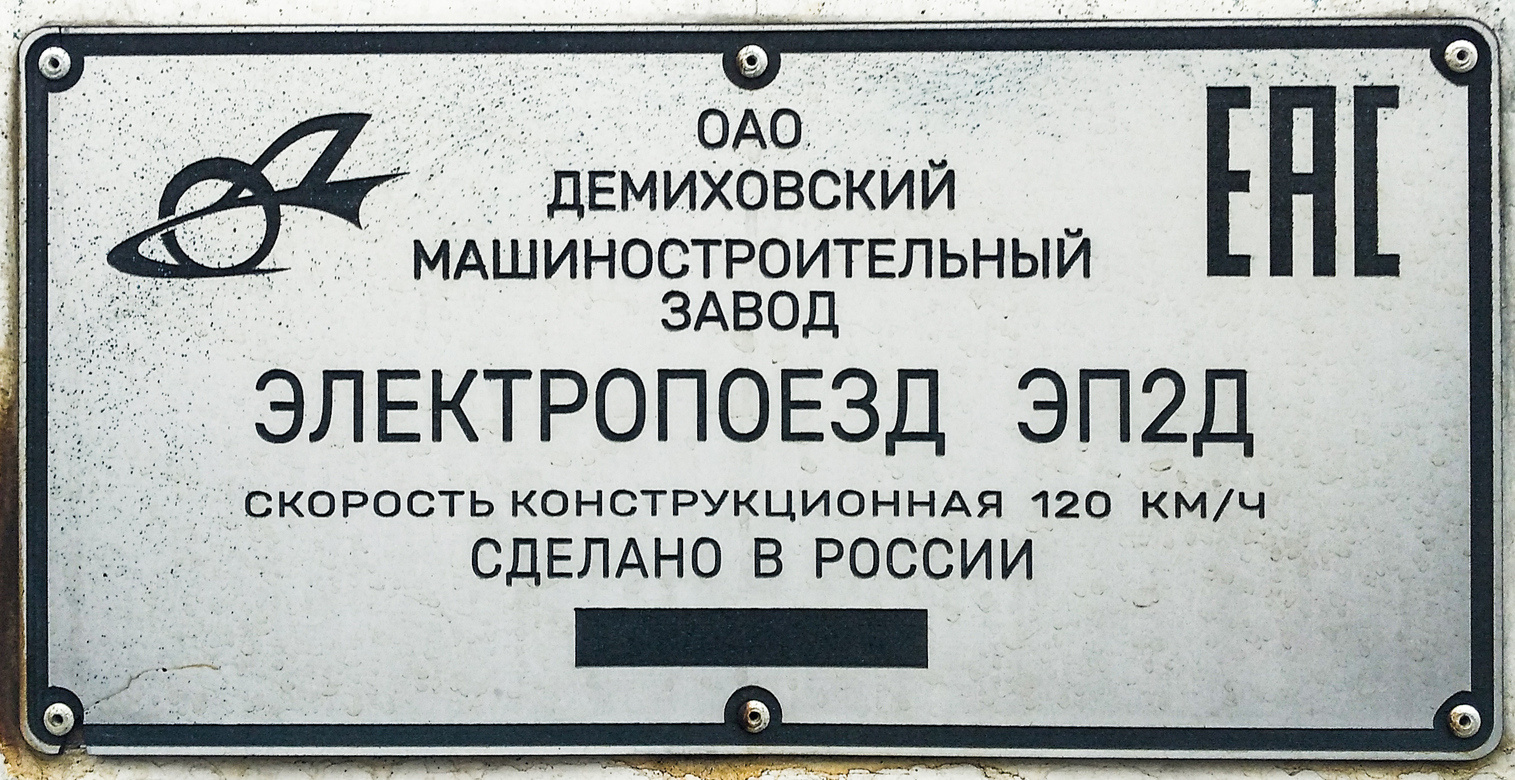 ОАО
ДЕМИХОВСКИЙ
МАШИНОСТРОИТЕЛЬНЫЙ
ЗАВОД
ЕАС
ЭЛЕКТРОПОЕЗД ЭП2Д
СКОРОСТЬ КОНСТРУКЦИОННАЯ 120 КМ/Ч
СДЕЛАНО В РОССИИ